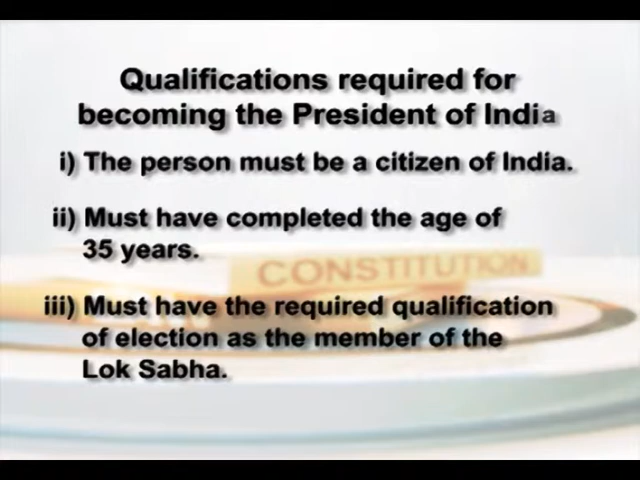 Qualifications required for
becoming the President of India
i) The person must be a citizen of India.
ii) Must have completed the age of
35 years.
CONSTITUTION
iii) Must have the required qualification
of election as the member of the
Lok Sabha.